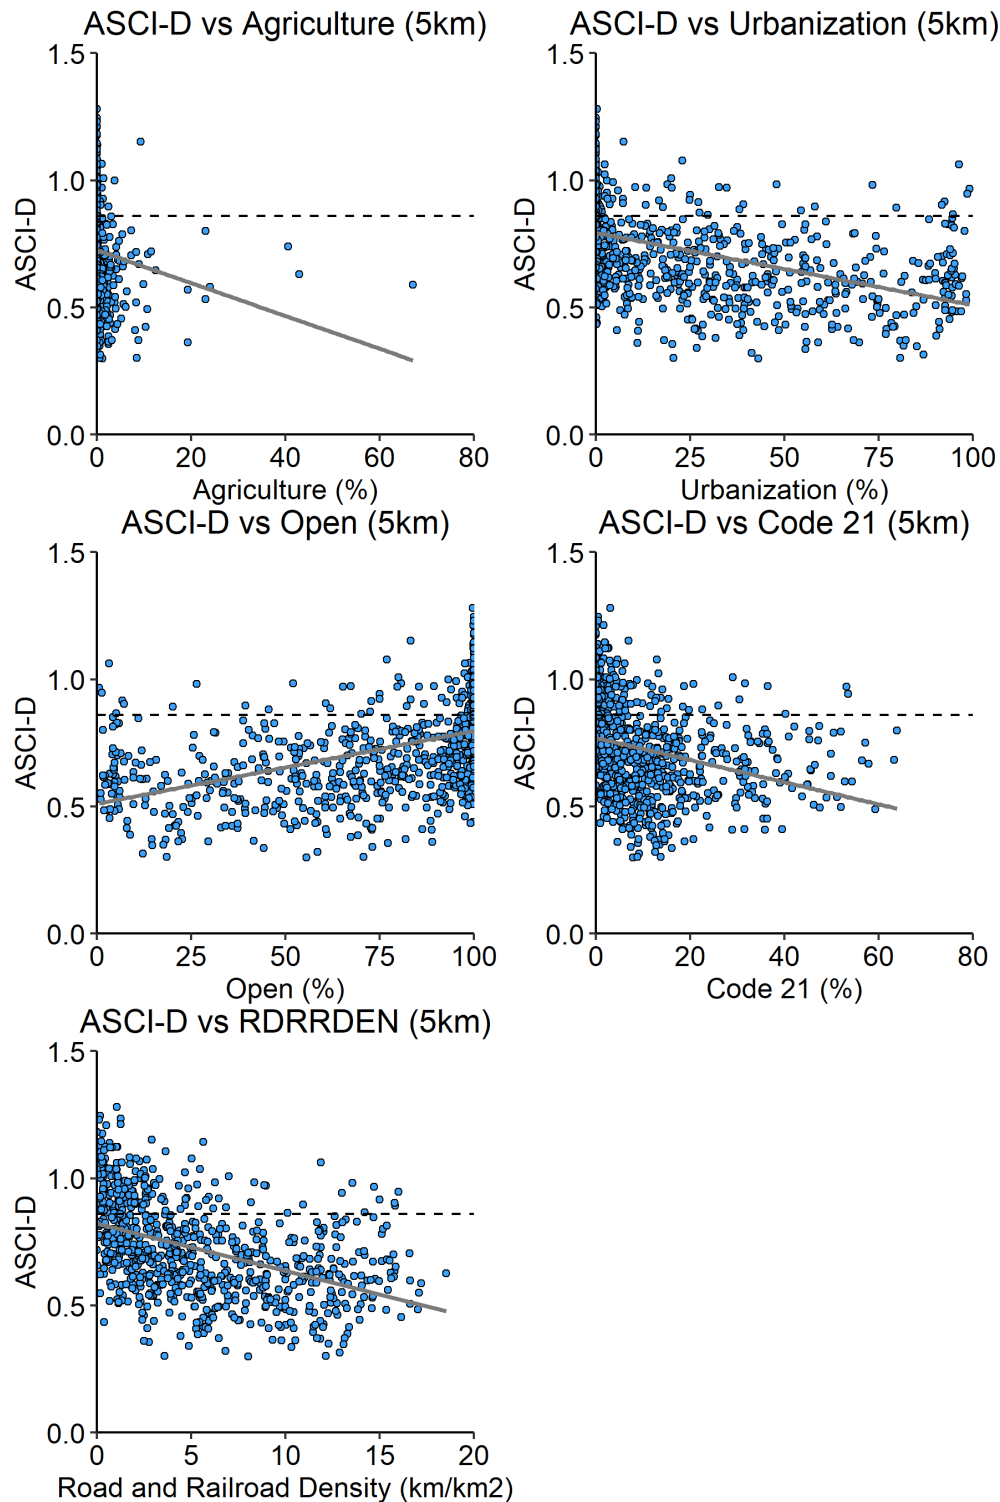 ASCI-D vs Agriculture (5km)
ASCI-D vs Urbanization (5km)
1.5
1.0
0.5
0.0
ASCI-D
0 20 40 60 80
Agriculture (%)
1.5
1.0
0.5
0.0
ASCI-D
0 25 50 75 100
Urbanization (%)
ASCI-D vs Open (5km)
ASCI-D vs Code 21 (5km)
1.5
1.0
0.5
0.0
ASCI-D
0 25 50 75 100
Open (%)
1.5
1.0
0.5
0.0
ASCI-D
0 20 40 60 80
Code 21 (%)
ASCI-D vs RDRRDEN (5km)
1.5
1.0
0.5
0.0
ASCI-D
0 5 10 15 20
Road and Railroad Density (km/km2)